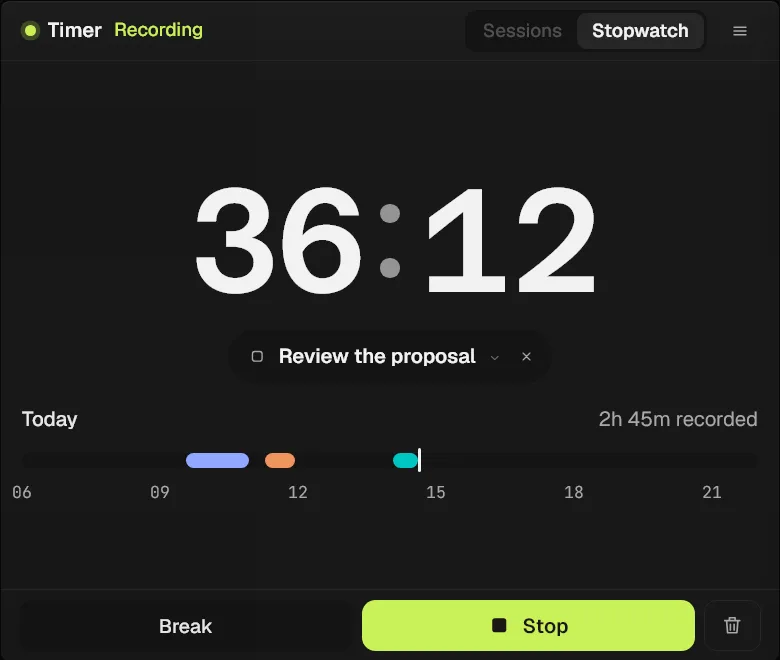 Timer Recording Sessions Stopwatch
36:12
Review the proposal
Today 2h 45m recorded
06 09 12 15 18 21
Break Stop